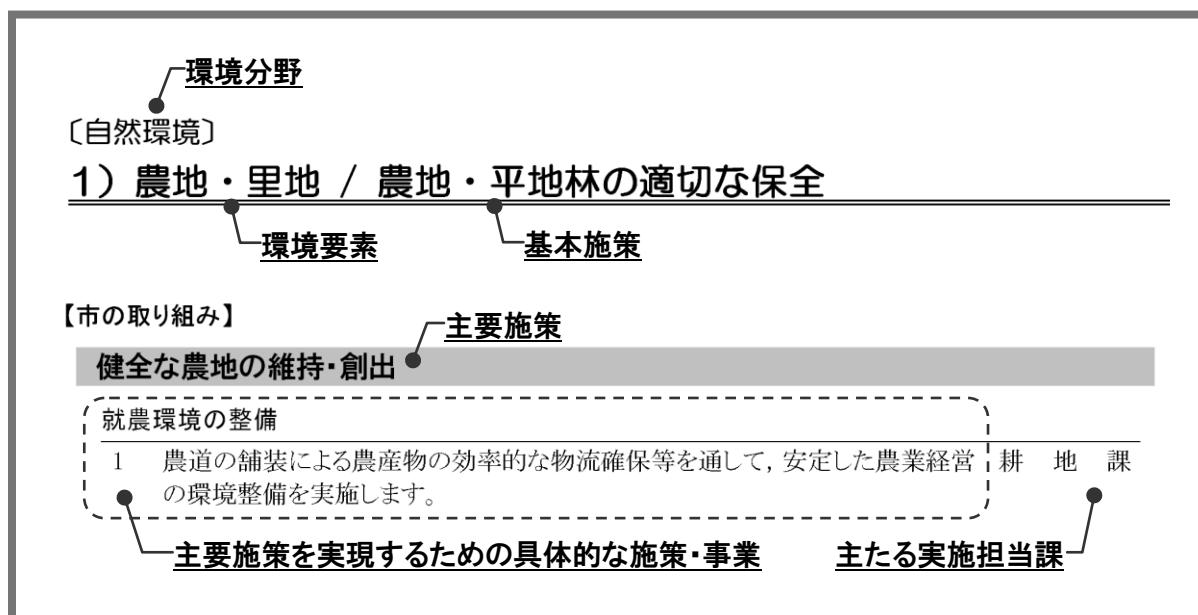 環境分野
〔自然環境〕
1）農地・里地 / 農地・平地林の適切な保全
環境要素
基本施策
【市の取り組み】
主要施策
健全な農地の維持・創出
就農環境の整備
1 農道の舗装による農産物の効率的な物流確保等を通して，安定した農業経営 耕 地 課
の環境整備を実施します。
主要施策を実現するための具体的な施策・事業
主たる実施担当課